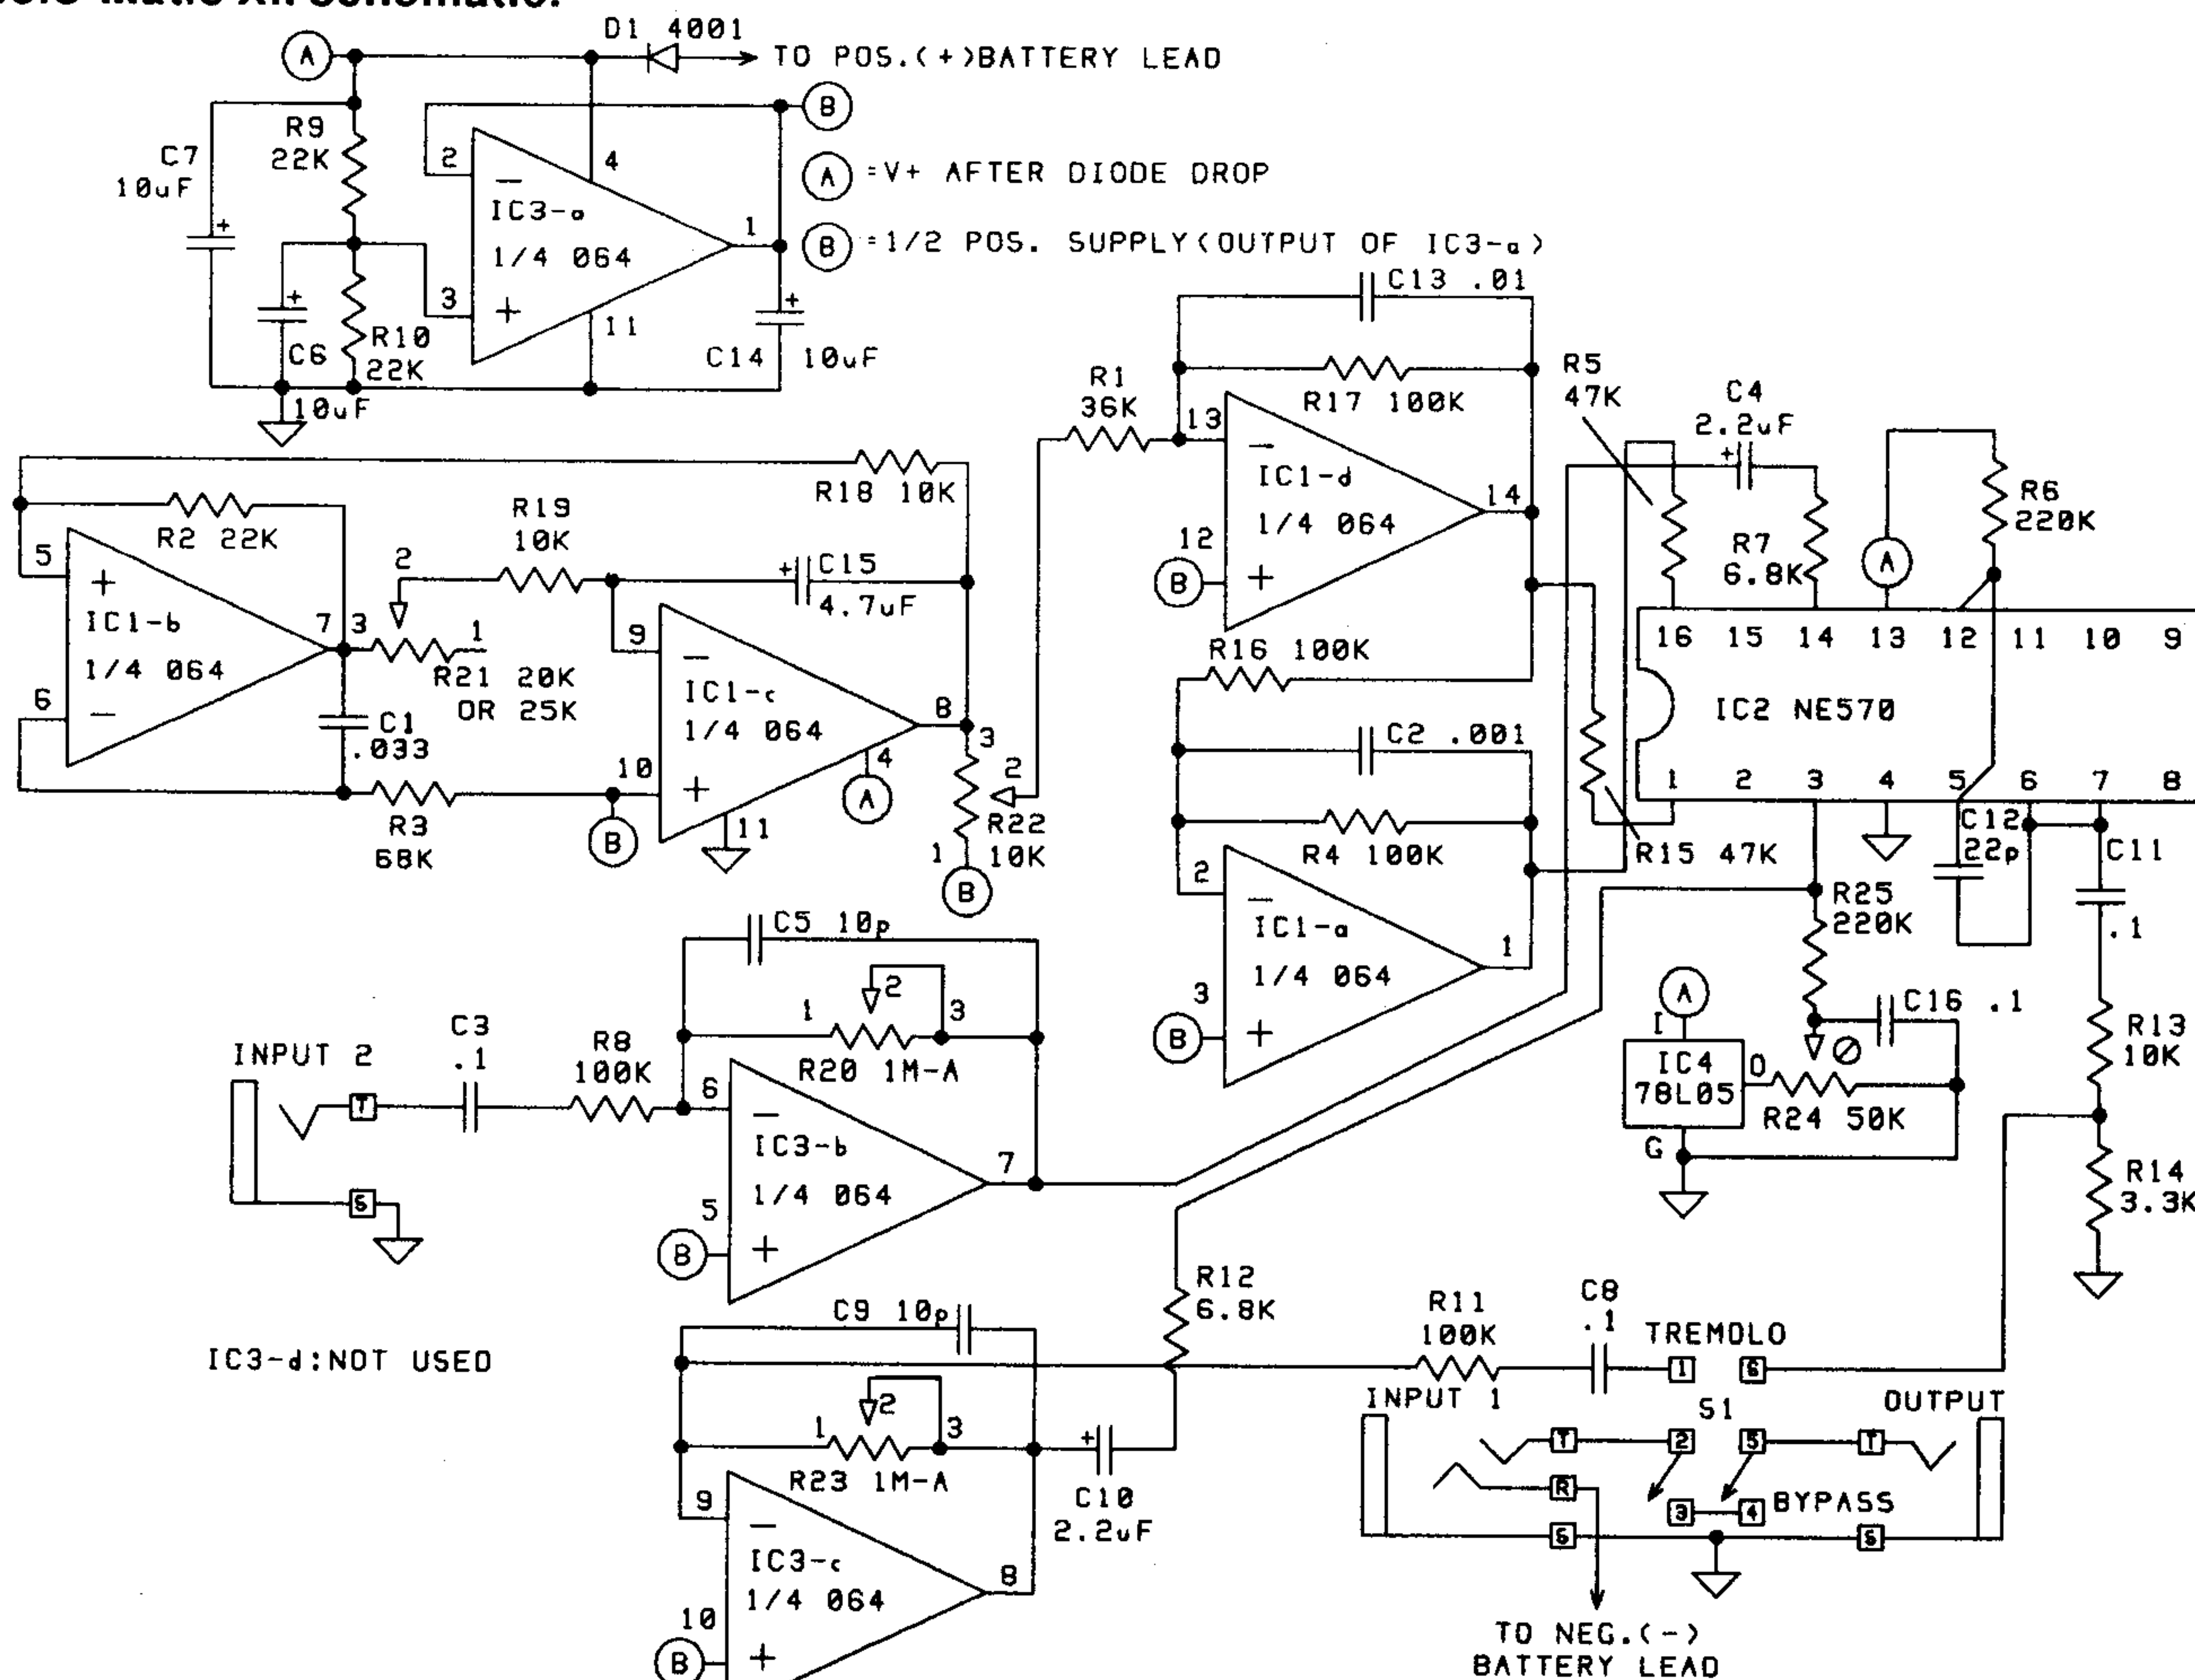 D1 4001
A
TO POS.(+)BATTERY LEAD
B
R9
22K
C7
10uF
2
4
A =V+ AFTER DIODE DROP
IC3-a
1/4 064
1
B =1/2 POS. SUPPLY(OUTPUT OF IC3-a)
3
11
R10
22K
C6
10uF
C14 10uF
C13 .01
R17 100K
R1
36K
13
IC1-d
1/4 064
14
12
B
R5
47K
C4
2.2uF
R7
6.8K
A
R6
220K
R18 10K
R2 22K
R19
10K
2
5
IC1-b
1/4 064
7
3
1
R21 20K
OR 25K
6
C1
.033
R3
68K
C15
4.7uF
9
IC1-c
1/4 064
8
10
4
A
11
B
3
2
R22
10K
1
B
R16 100K
C2 .001
R4 100K
R15 47K
2
IC1-a
1/4 064
1
3
B
16 15 14 13 12 11 10 9
IC2 NE570
1 2 3 4 5 6 7 8
C12
22p
C11
.1
R25
220K
C16 .1
A
I
IC4
78L05
O
G
R24 50K
R13
10K
R14
3.3K
C5 10p
2
1
3
R20 1M-A
INPUT 2
T
S
C3
.1
R8
100K
6
IC3-b
1/4 064
7
5
B
R12
6.8K
C9 10p
IC3-d:NOT USED
2
1
3
R23 1M-A
9
IC3-c
1/4 064
8
10
B
C10
2.2uF
R11
100K
C8
.1
TREMOLO
1 6
INPUT 1
S1
OUTPUT
T 2 5 T
R
3 4 BYPASS
S S
TO NEG.(-)
BATTERY LEAD